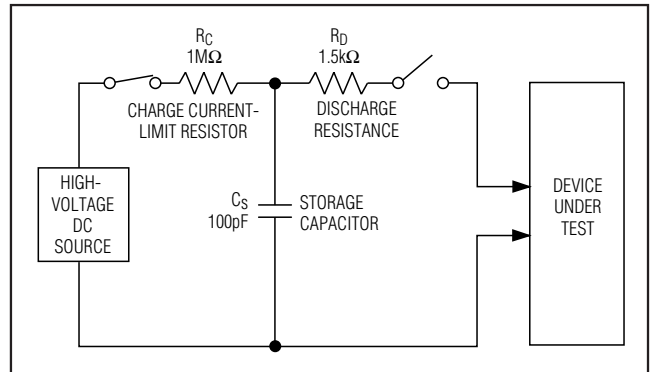 RC
1MΩ
CHARGE CURRENT-
LIMIT RESISTOR
RD
1.5kΩ
DISCHARGE
RESISTANCE
HIGH-
VOLTAGE
DC
SOURCE
CS
100pF
STORAGE
CAPACITOR
DEVICE
UNDER
TEST